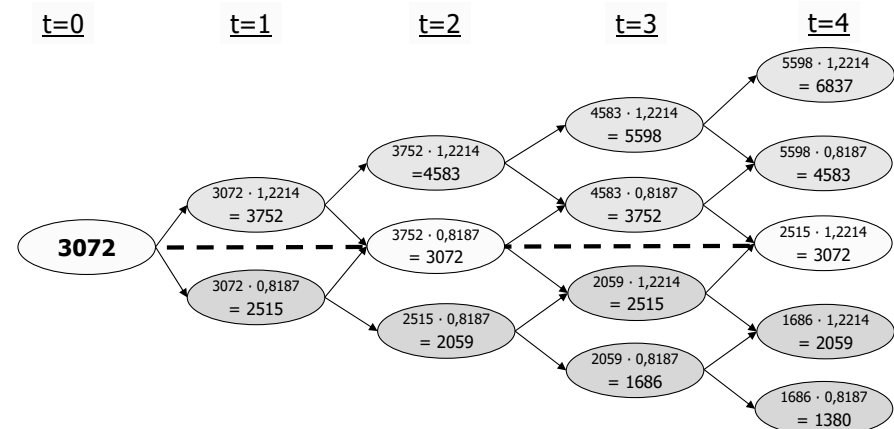 t=0
t=1
t=2
t=3
t=4
3072
3072 · 1,2214
= 3752
3072 · 0,8187
= 2515
3752 · 1,2214
=4583
3752 · 0,8187
= 3072
2515 · 0,8187
= 2059
4583 · 1,2214
= 5598
4583 · 0,8187
= 3752
2059 · 1,2214
= 2515
2059 · 0,8187
= 1686
5598 · 1,2214
= 6837
5598 · 0,8187
= 4583
2515 · 1,2214
= 3072
1686 · 1,2214
= 2059
1686 · 0,8187
= 1380